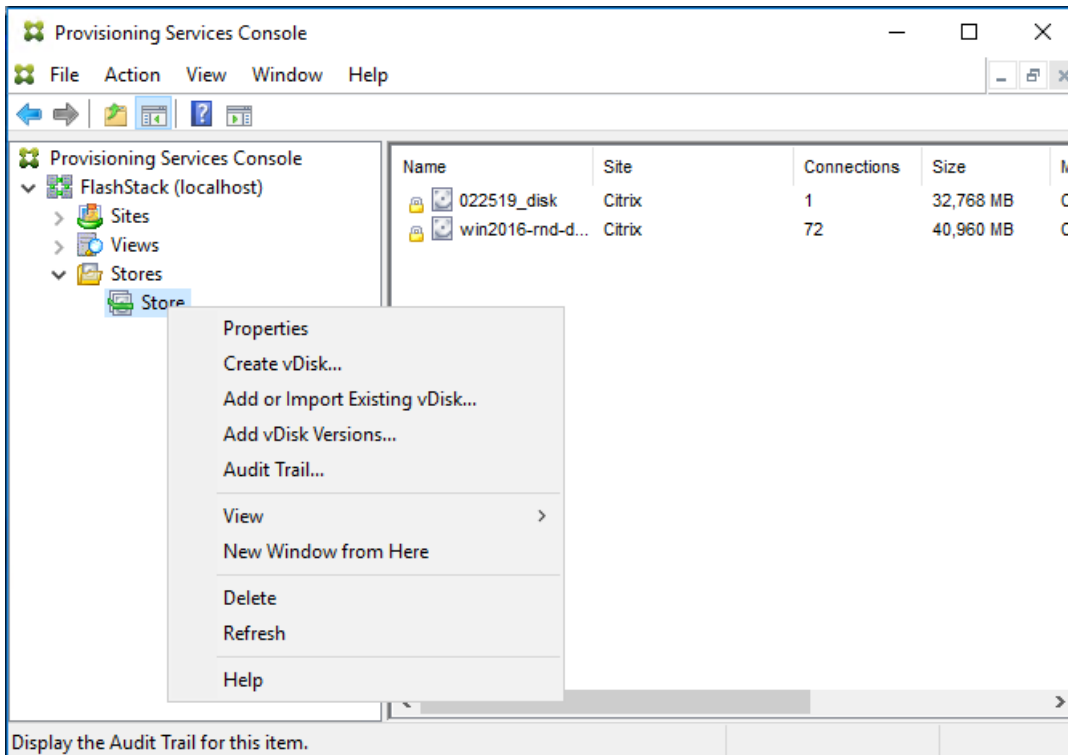 Provisioning Services Console
File Action View Window Help
Provisioning Services Console
FlashStack (localhost)
Sites
Views
Stores
Store
Name Site Connections Size
022519_disk Citrix 1 32,768 MB
win2016-rnd-d... Citrix 72 40,960 MB
Properties
Create vDisk...
Add or Import Existing vDisk...
Add vDisk Versions...
Audit Trail...
View
New Window from Here
Delete
Refresh
Help
Display the Audit Trail for this item.